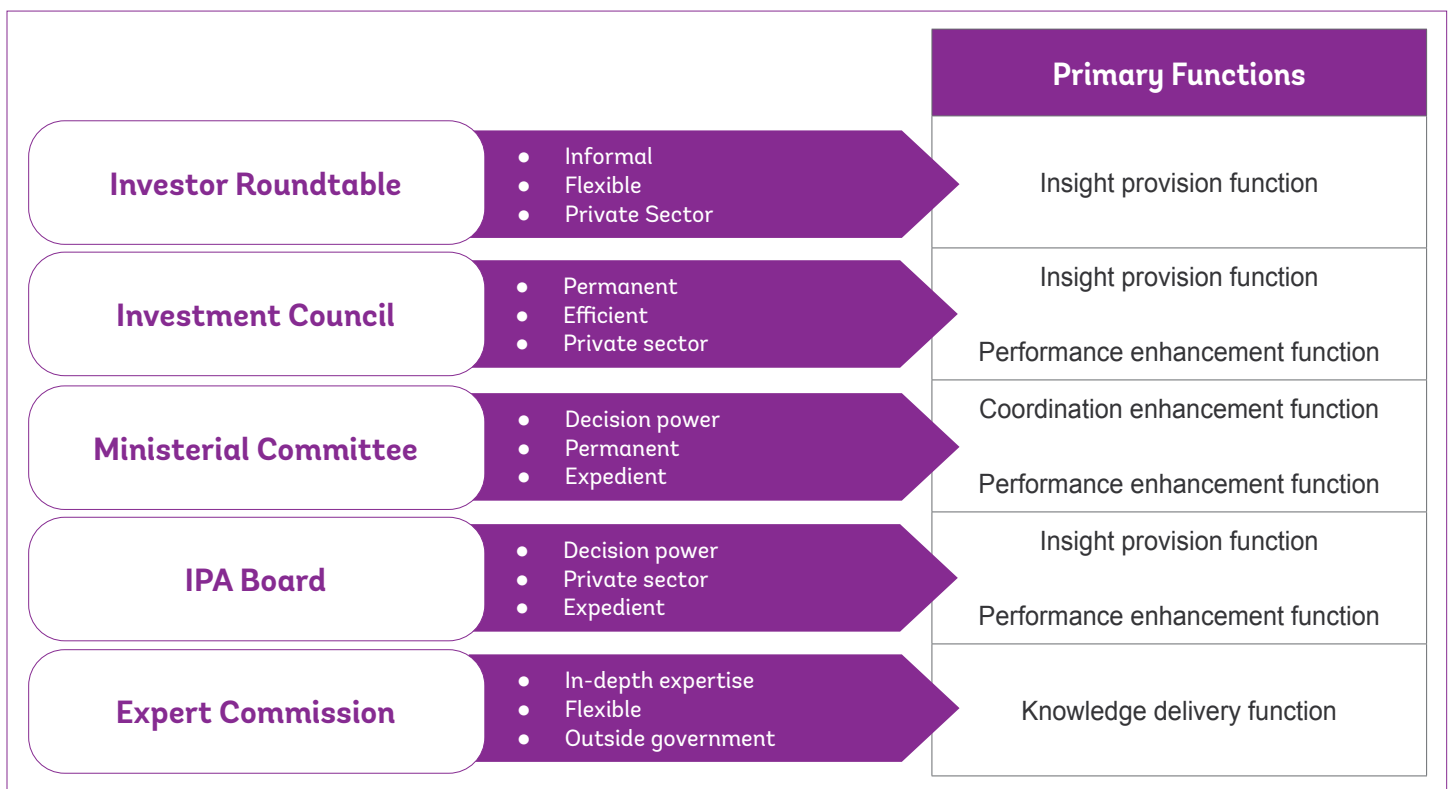 Primary Functions
Investor Roundtable
● Informal
● Flexible
● Private Sector
Insight provision function
Investment Council
● Permanent
● Efficient
● Private sector
Insight provision function
Performance enhancement function
Ministerial Committee
● Decision power
● Permanent
● Expedient
Coordination enhancement function
Performance enhancement function
IPA Board
● Decision power
● Private sector
● Expedient
Insight provision function
Performance enhancement function
Expert Commission
● In-depth expertise
● Flexible
● Outside government
Knowledge delivery function